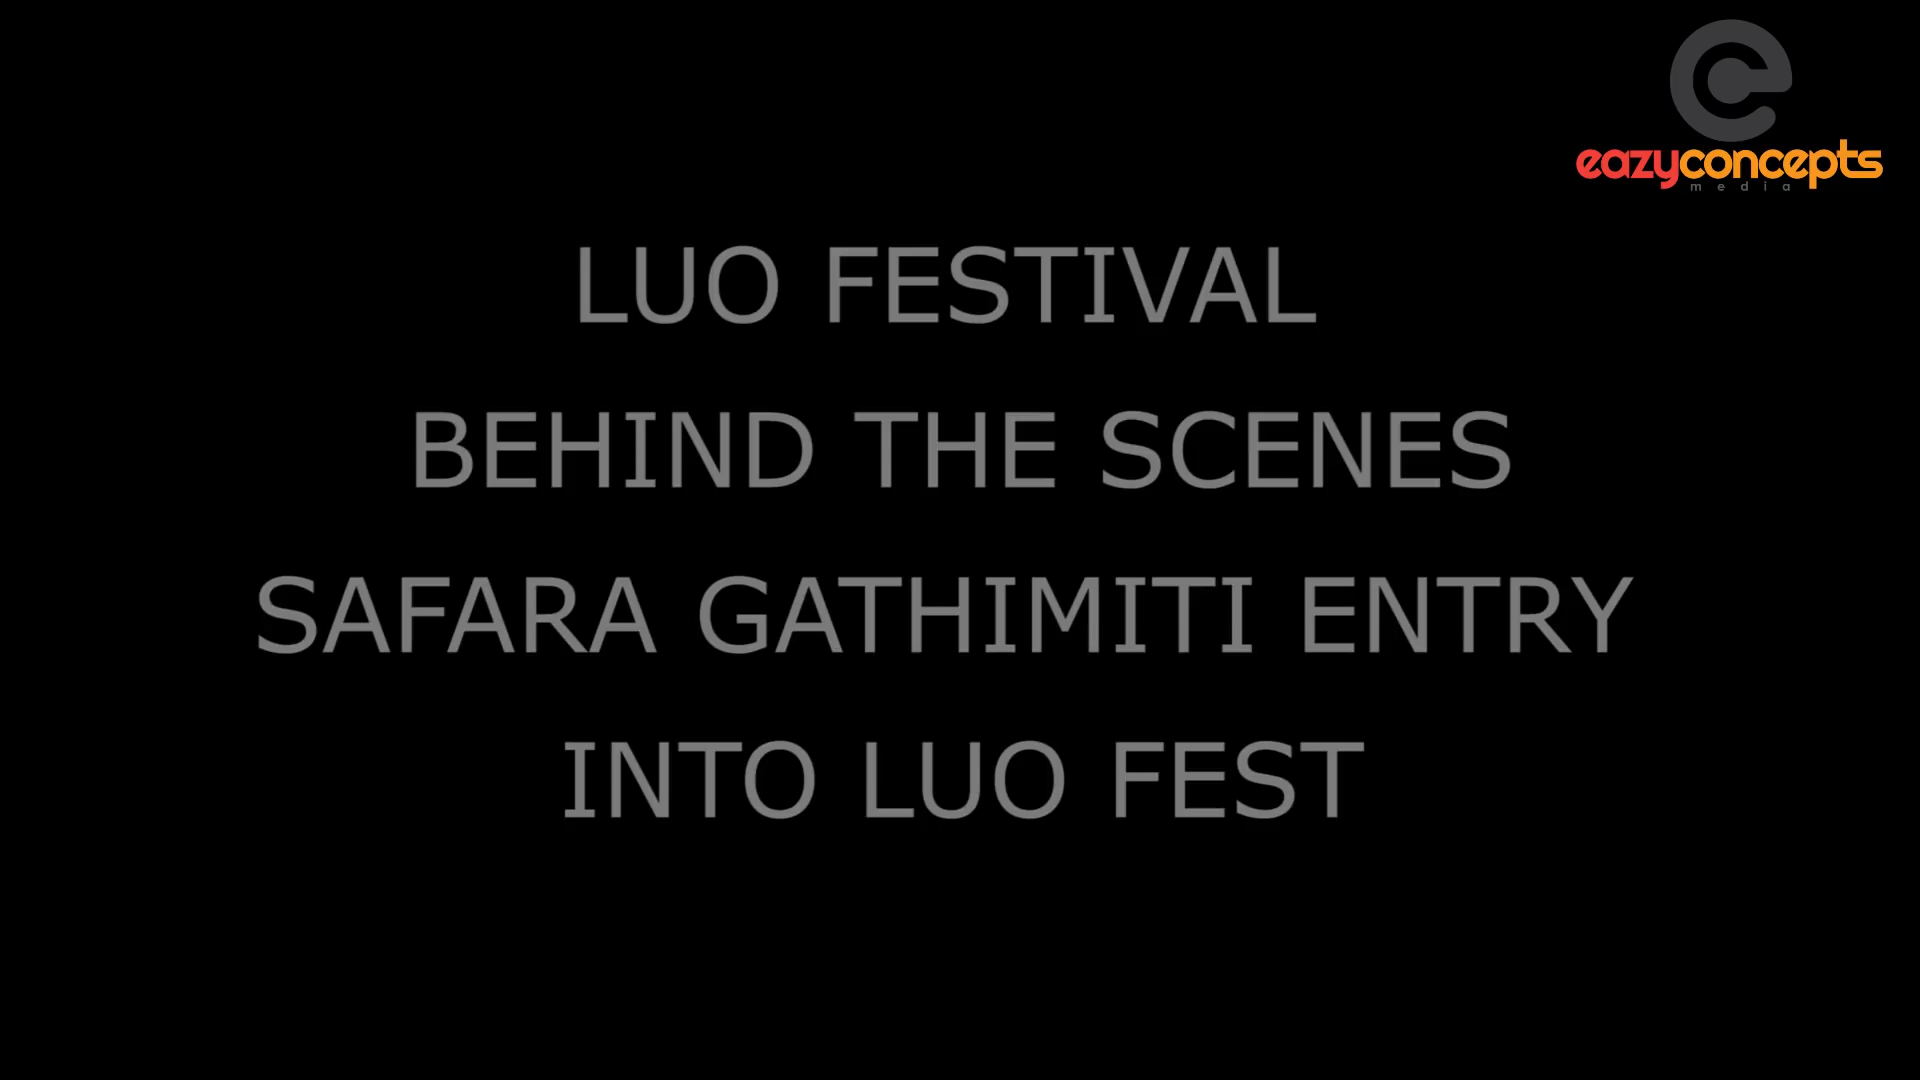 eazyconcepts
media
LUO FESTIVAL
BEHIND THE SCENES
SAFARA GATHIMITI ENTRY
INTO LUO FEST